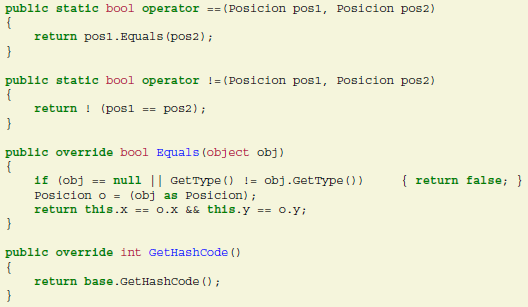 public static bool operator ==(Posicion pos1, Posicion pos2)
{
    return pos1.Equals(pos2);
}

public static bool operator !=(Posicion pos1, Posicion pos2)
{
    return ! (pos1 == pos2);
}

public override bool Equals(object obj)
{
    if (obj == null || GetType() != obj.GetType())     { return false; }
    Posicion o = (obj as Posicion);
    return this.x == o.x && this.y == o.y;
}

public override int GetHashCode()
{
    return base.GetHashCode();
}